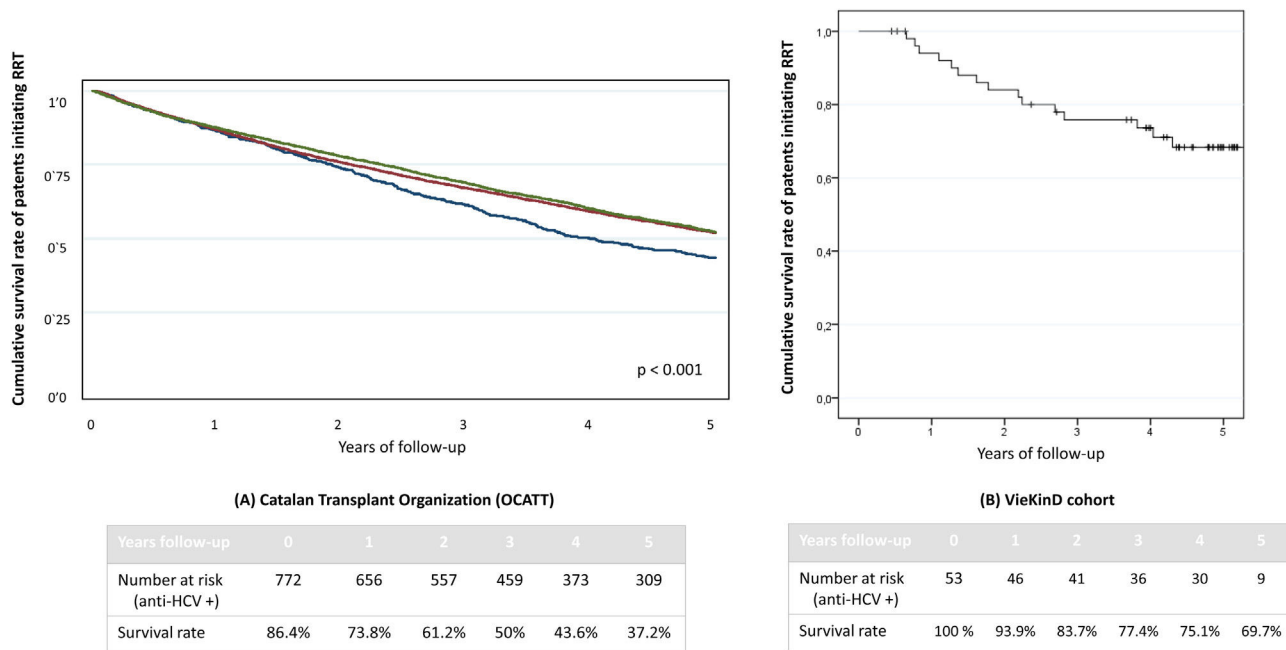 Cumulative survival rate of patents initiating RRT
1’0
0`75
0`5
0`25
0’0
p < 0.001
0 1 2 3 4 5
Years of follow-up
(A) Catalan Transplant Organization (OCATT)
Years follow-up 0 1 2 3 4 5
Number at risk 772 656 557 459 373 309
(anti-HCV +)
Survival rate 86.4% 73.8% 61.2% 50% 43.6% 37.2%
Cumulative survival rate of patents initiating RRT
1,0
0,8
0,6
0,4
0,2
0,0
0 1 2 3 4 5
Years of follow-up
(B) VieKinD cohort
Years follow-up 0 1 2 3 4 5
Number at risk 53 46 41 36 30 9
(anti-HCV +)
Survival rate 100 % 93.9% 83.7% 77.4% 75.1% 69.7%